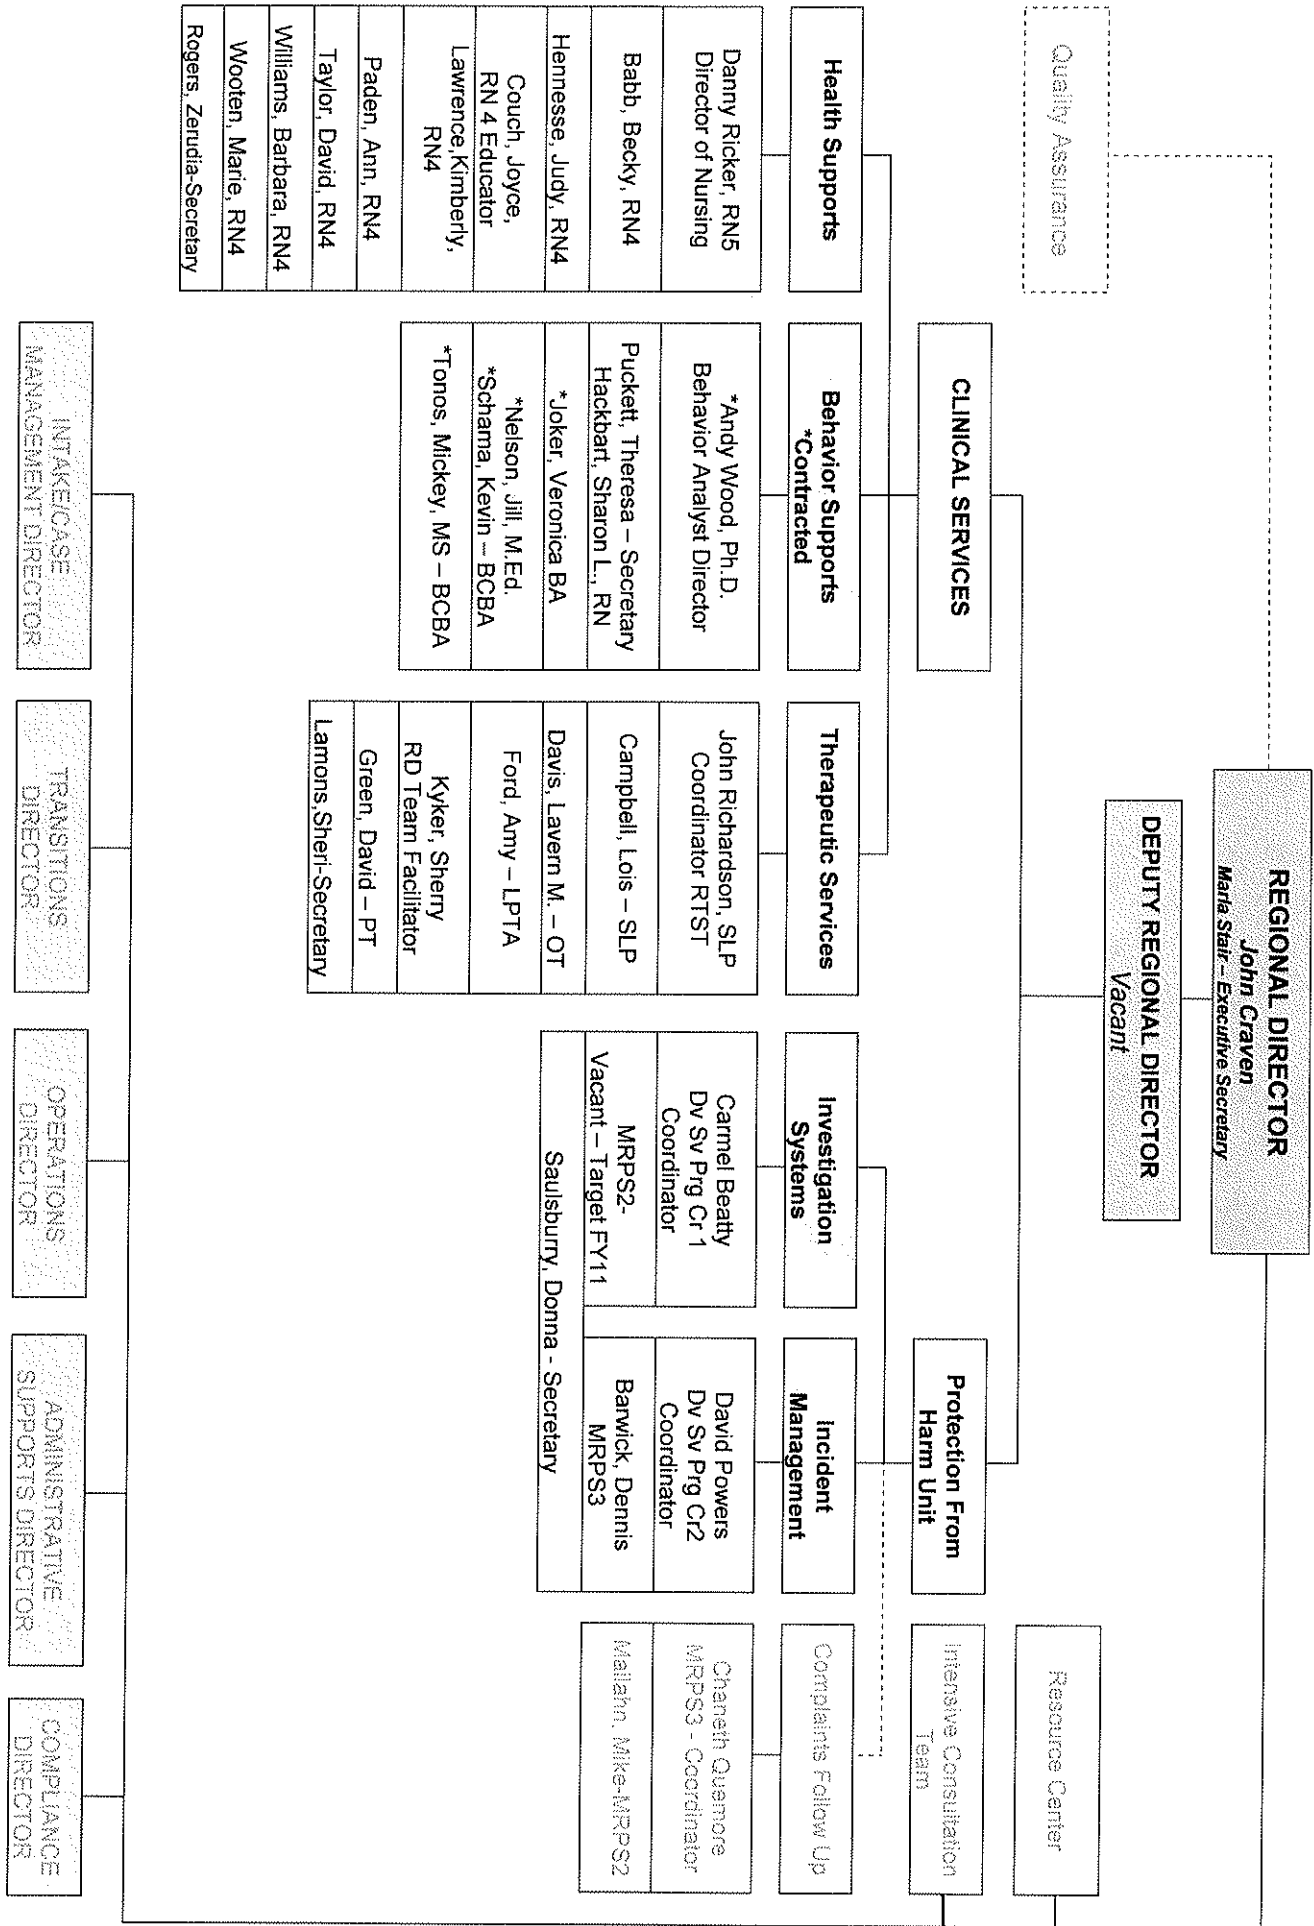 REGIONAL DIRECTOR
John Craven
Marla Stair – Executive Secretary
DEPUTY REGIONAL DIRECTOR
Vacant
Quality Assurance
Resource Center
CLINICAL SERVICES
Protection From
Harm Unit
Intensive Consultation
Team
Health Supports
Danny Ricker, RN5
Director of Nursing
Babb, Becky, RN4
Hennesse, Judy, RN4
Couch, Joyce,
RN 4 Educator
Lawrence,Kimberly,
RN4
Paden, Ann, RN4
Taylor, David, RN4
Williams, Barbara, RN4
Wooten, Marie, RN4
Rogers, Zerudia-Secretary
Behavior Supports
*Contracted
*Andy Wood, Ph.D.
Behavior Analyst Director
Puckett, Theresa – Secretary
Hackbart, Sharon L., RN
*Joker, Veronica BA
*Nelson, Jill, M.Ed.
*Schama, Kevin – BCBA
*Tonos, Mickey, MS – BCBA
Therapeutic Services
John Richardson, SLP
Coordinator RTST
Campbell, Lois – SLP
Davis, Lavern M. – OT
Ford, Amy – LPTA
Kyker, Sherry
RD Team Facilitator
Green, David – PT
Lamons,Sheri-Secretary
Investigation
Systems
Carmel Beatty
Dv Sv Prg Cr 1
Coordinator
MRPS2-
Vacant – Target FY11
Incident
Management
David Powers
Dv Sv Prg Cr2
Coordinator
Barwick, Dennis
MRPS3
Saulsburry, Donna - Secretary
Complaints Follow Up
Chaneth Quemore
MRPS3 - Coordinator
Mallahn, Mike-MRPS2
INTAKE/CASE
MANAGEMENT DIRECTOR
TRANSITIONS
DIRECTOR
OPERATIONS
DIRECTOR
ADMINISTRATIVE
SUPPORTS DIRECTOR
COMPLIANCE
DIRECTOR